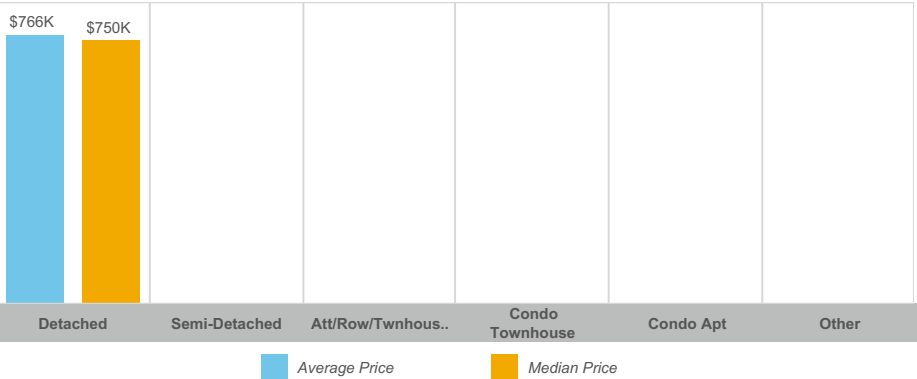 $766K
$750K
Detached
Semi-Detached
Att/Row/Twnhous..
Condo
Townhouse
Condo Apt
Other
Average Price
Median Price